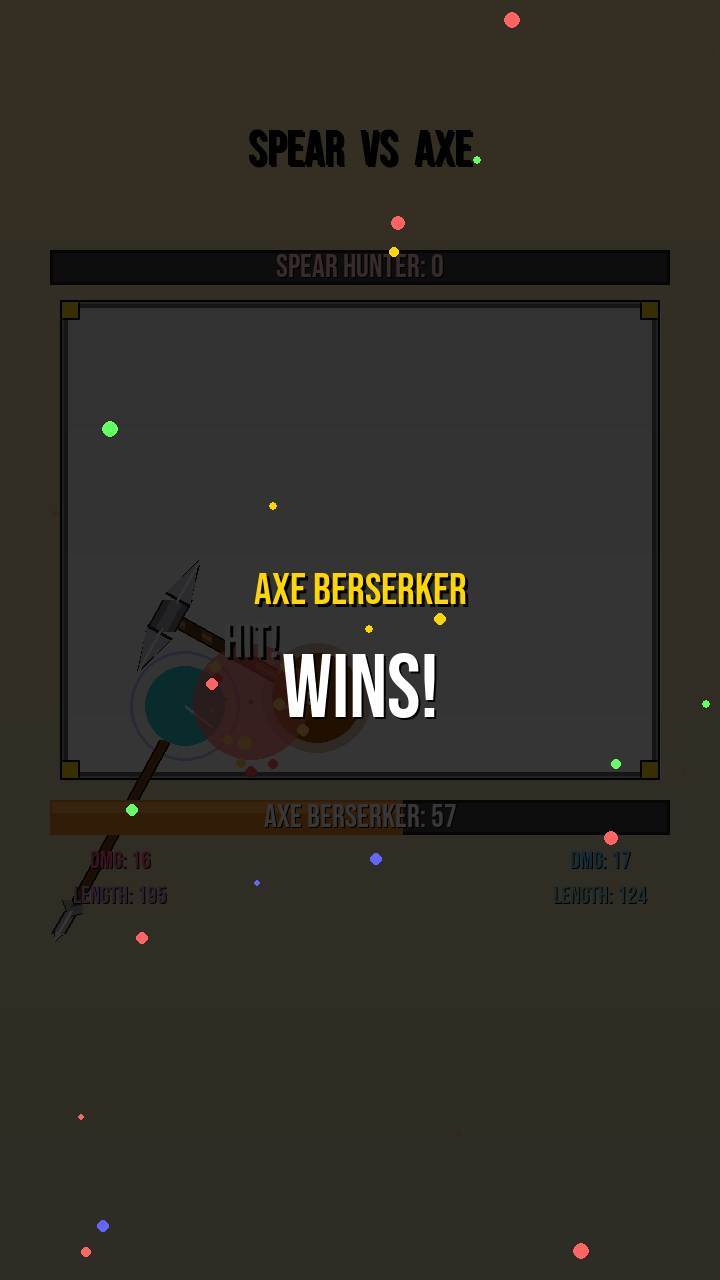 SPEAR VS AXE
SPEAR HUNTER: 0
AXE BERSERKER
HIT!
WINS!
AXE BERSERKER: 57
DMG: 16
DMG: 17
LENGTH: 195
LENGTH: 124